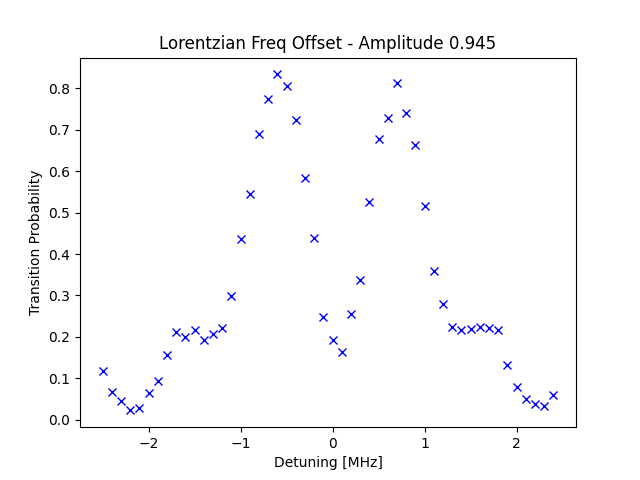 Lorentzian Freq Offset - Amplitude 0.945
Transition Probability
0.8
0.7
0.6
0.5
0.4
0.3
0.2
0.1
0.0
−2 −1 0 1 2
Detuning [MHz]